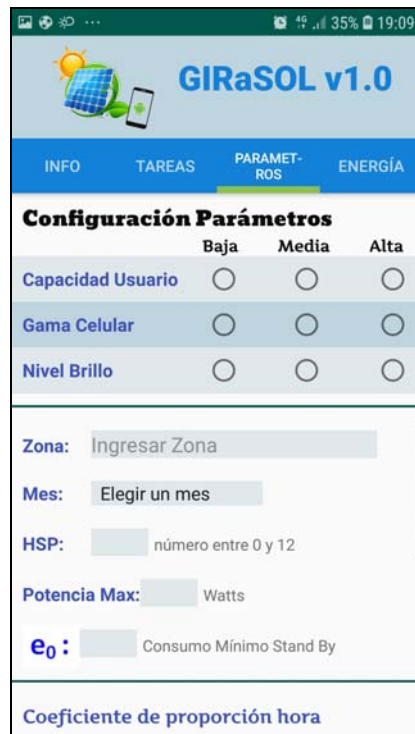 4G 35% 19:09
GIRaSOL v1.0
INFO TAREAS PARAMET- ENERGÍA
ROS
Configuración Parámetros
Baja Media Alta
Capacidad Usuario
Gama Celular
Nivel Brillo
Zona: Ingresar Zona
Mes: Elegir un mes
HSP: número entre 0 y 12
Potencia Max: Watts
e₀ : Consumo Mínimo Stand By
Coeficiente de proporción hora